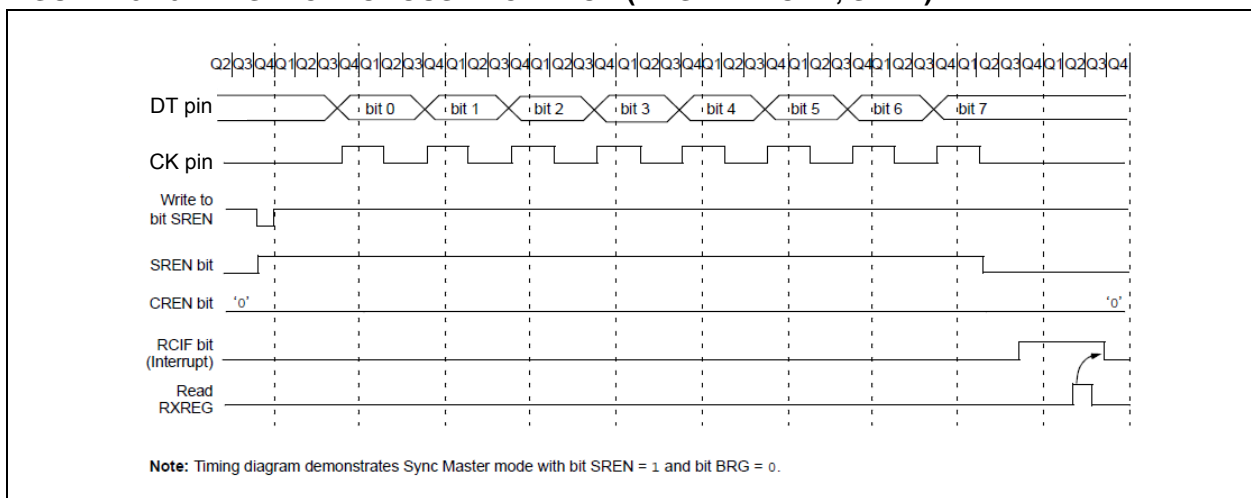 Q2 Q3 Q4 Q1 Q2 Q3 Q4 Q1 Q2 Q3 Q4 Q1 Q2 Q3 Q4 Q1 Q2 Q3 Q4 Q1 Q2 Q3 Q4 Q1 Q2 Q3 Q4 Q1 Q2 Q3 Q4 Q1 Q2 Q3 Q4 Q1 Q2 Q3 Q4 Q1 Q2 Q3 Q4
DT pin bit 0 bit 1 bit 2 bit 3 bit 4 bit 5 bit 6 bit 7
CK pin
Write to
bit SREN
SREN bit
CREN bit '0' '0'
RCIF bit
(Interrupt)
Read
RXREG
Note: Timing diagram demonstrates Sync Master mode with bit SREN = 1 and bit BRG = 0.